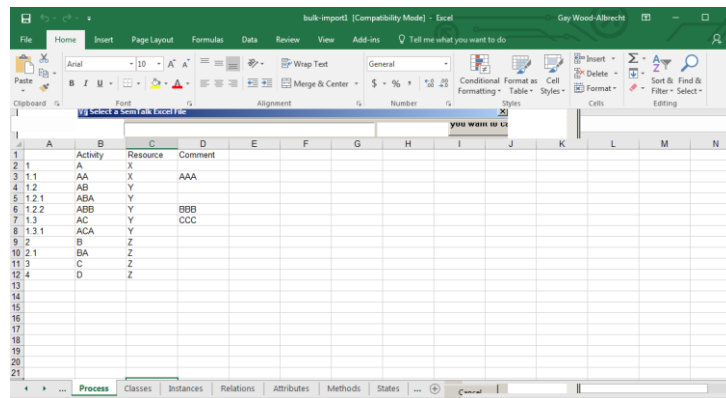 bulk-import1 [Compatibility Mode] - Excel Gay Wood-Albrecht
File Home Insert Page Layout Formulas Data Review View Add-ins Tell me what you want to do
Arial 10 A A Wrap Text General Insert
Paste B I U A Merge & Center $ % , Conditional Format as Cell Delete Sort & Find &
Formatting Table Styles Format Filter Select
Clipboard Font Alignment Number Styles Cells Editing
Select a SemTalk Excel File
you want to
A B C D E F G H I J K L M N
1 Activity Resource Comment
2 1 A X
3 1.1 AA X AAA
4 1.2 AB Y
5 1.2.1 ABA Y
6 1.2.2 ABB Y BBB
7 1.3 AC Y CCC
8 1.3.1 ACA Y
9 2 B Z
10 2.1 BA Z
11 3 C Z
12 4 D Z
13
14
15
16
17
18
19
20
21
... Process Classes Instances Relations Attributes Methods States ... Cancel